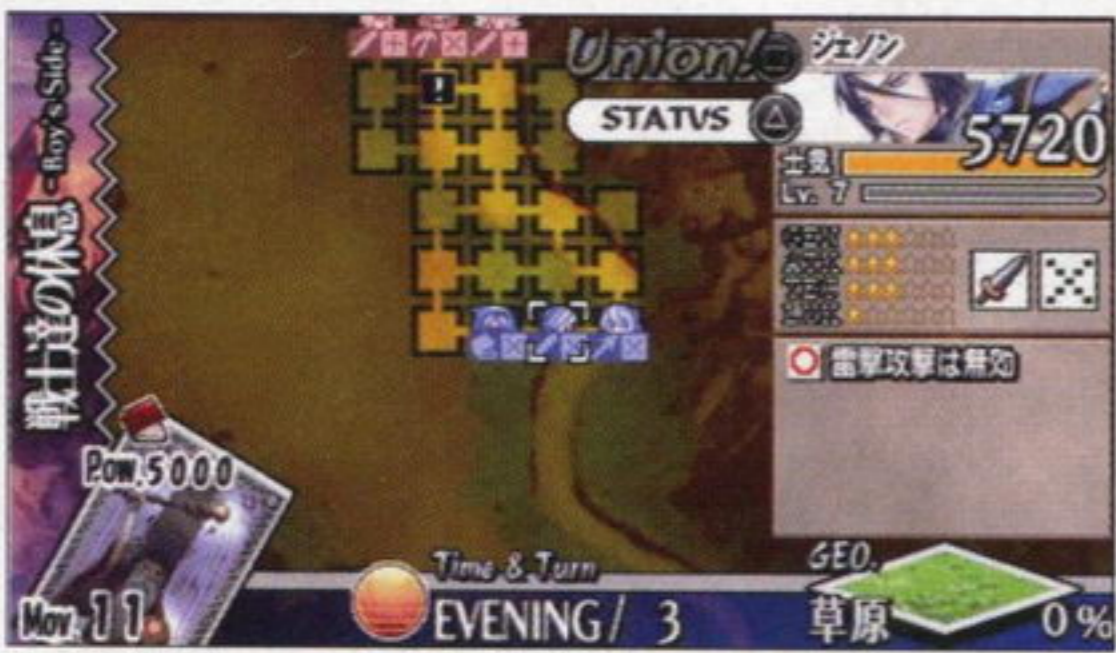 戦士達の休息 - Roy's Side -
Union!
STATUS
ジェノン
5720
士気
Lv. 7
雷撃攻撃は無効
Pow. 5000
Mov. 11
Time & Turn
EVENING / 3
GEO.
草原
0%